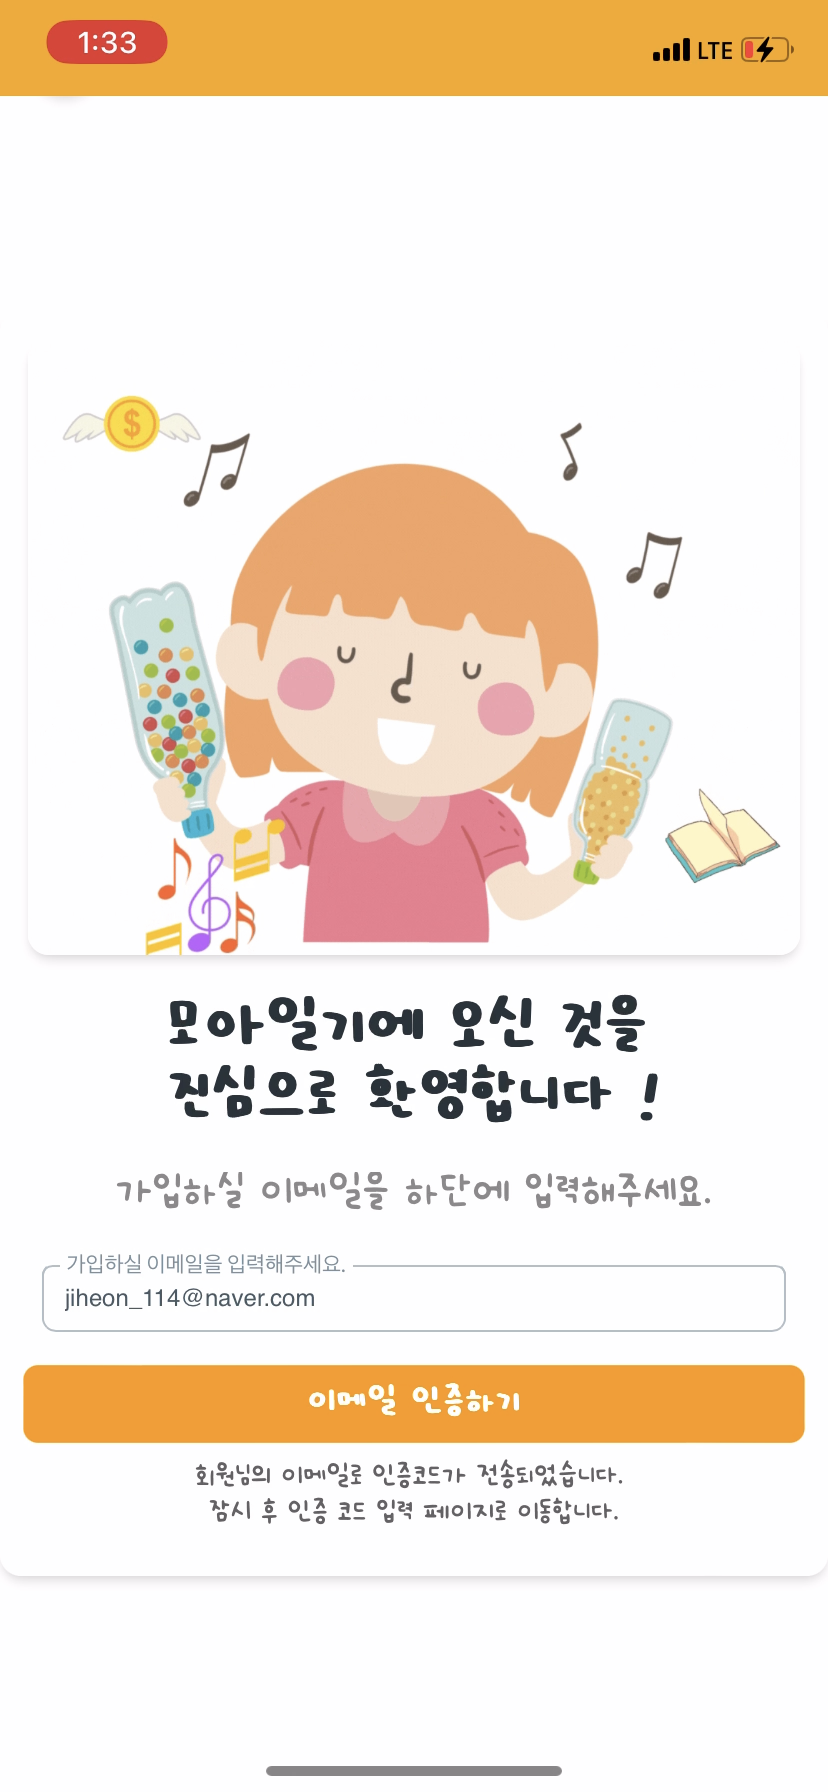 1:33
LTE
$
모아일기에 오신 것을
진심으로 환영합니다 !
가입하실 이메일을 하단에 입력해주세요.
가입하실 이메일을 입력해주세요.
jiheon_114@naver.com
이메일 인증하기
회원님의 이메일로 인증코드가 전송되었습니다.
잠시 후 인증 코드 입력 페이지로 이동합니다.